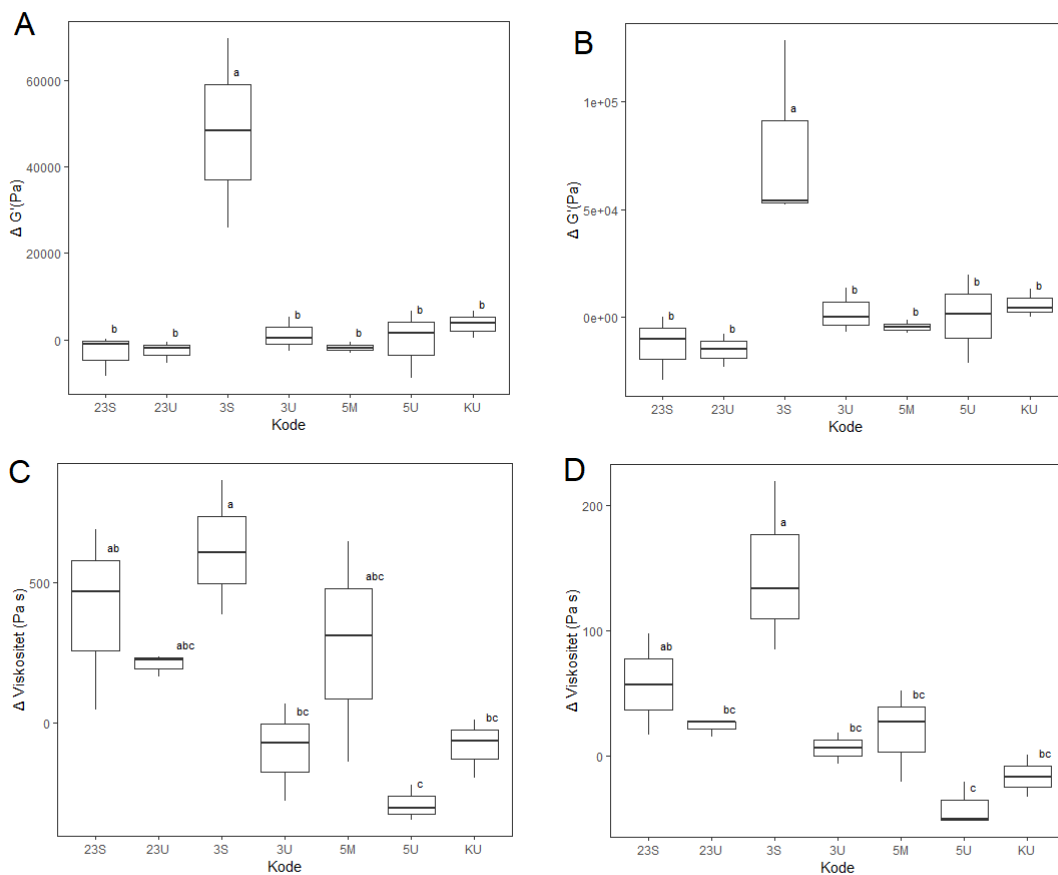 A
Δ G'(Pa)
60000
40000
20000
0
a
b
b
b
b
b
b
23S
23U
3S
3U
5M
5U
KU
Kode
B
Δ G'(Pa)
1e+05
5e+04
0e+00
a
b
b
b
b
b
b
23S
23U
3S
3U
5M
5U
KU
Kode
C
Δ Viskositet (Pa s)
500
0
ab
abc
a
bc
abc
c
bc
23S
23U
3S
3U
5M
5U
KU
Kode
D
Δ Viskositet (Pa s)
200
100
0
ab
bc
a
bc
bc
c
bc
23S
23U
3S
3U
5M
5U
KU
Kode